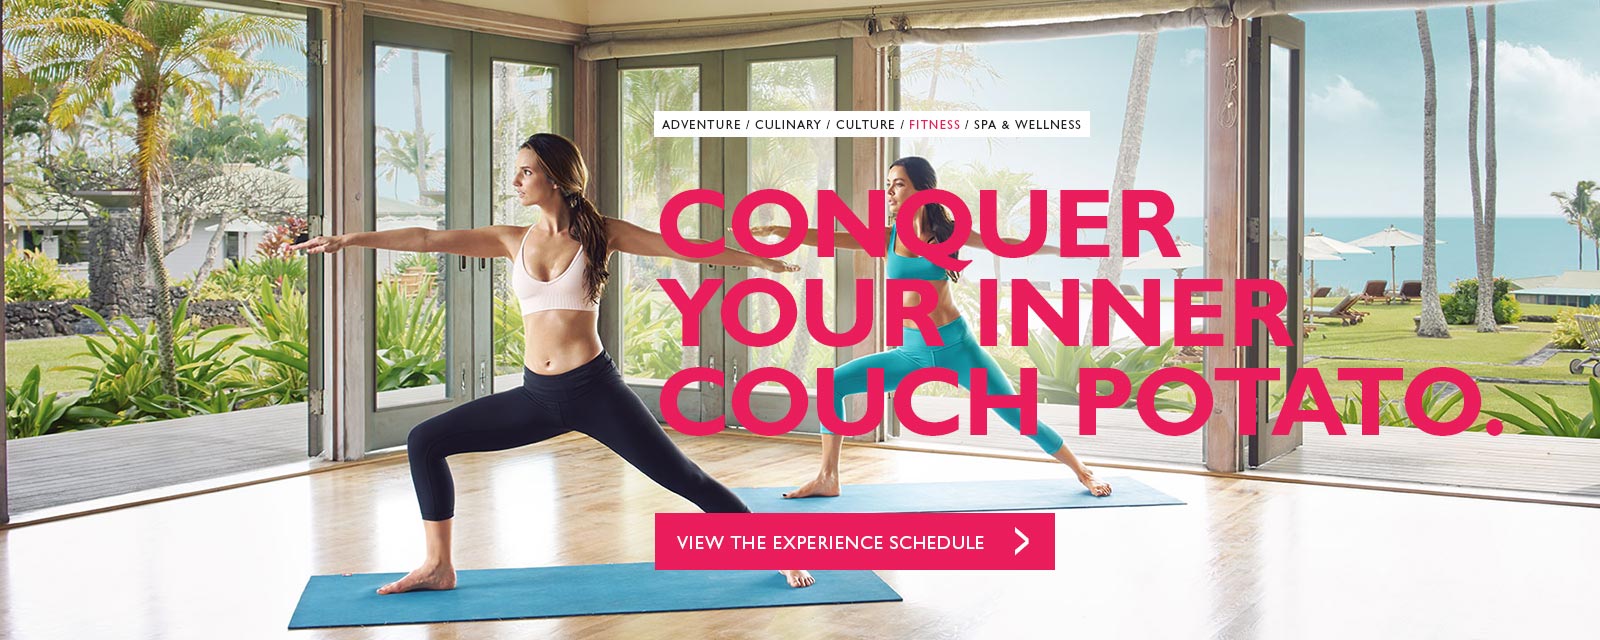 ADVENTURE / CULINARY / CULTURE / FITNESS / SPA & WELLNESS
CONQUER
YOUR INNER
COUCH POTATO.
VIEW THE EXPERIENCE SCHEDULE >